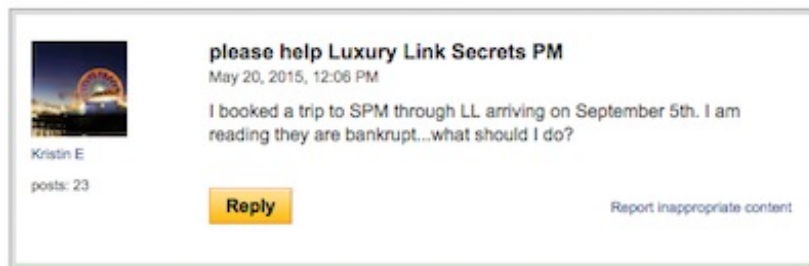 please help Luxury Link Secrets PM
May 20, 2015, 12:06 PM
I booked a trip to SPM through LL arriving on September 5th. I am
reading they are bankrupt...what should I do?
Kristin E
posts: 23
Reply
Report inappropriate content